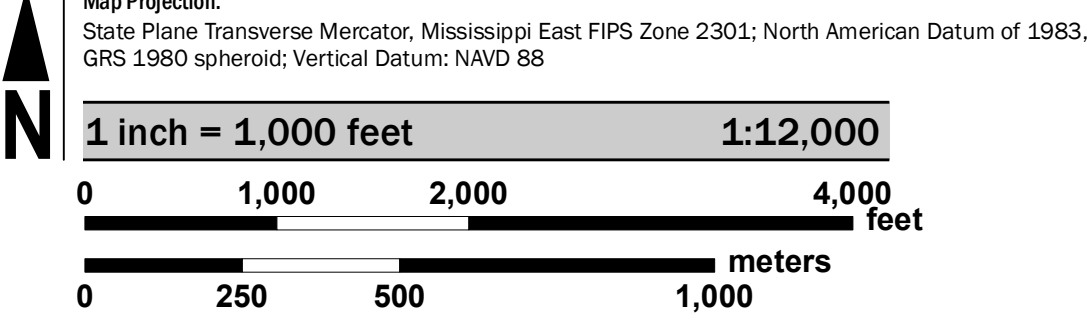 Map Projection:
State Plane Transverse Mercator, Mississippi East FIPS Zone 2301; North American Datum of 1983,
GRS 1980 spheroid; Vertical Datum: NAVD 88
N
1 inch = 1,000 feet 1:12,000
0 1,000 2,000 4,000
feet
meters
0 250 500 1,000